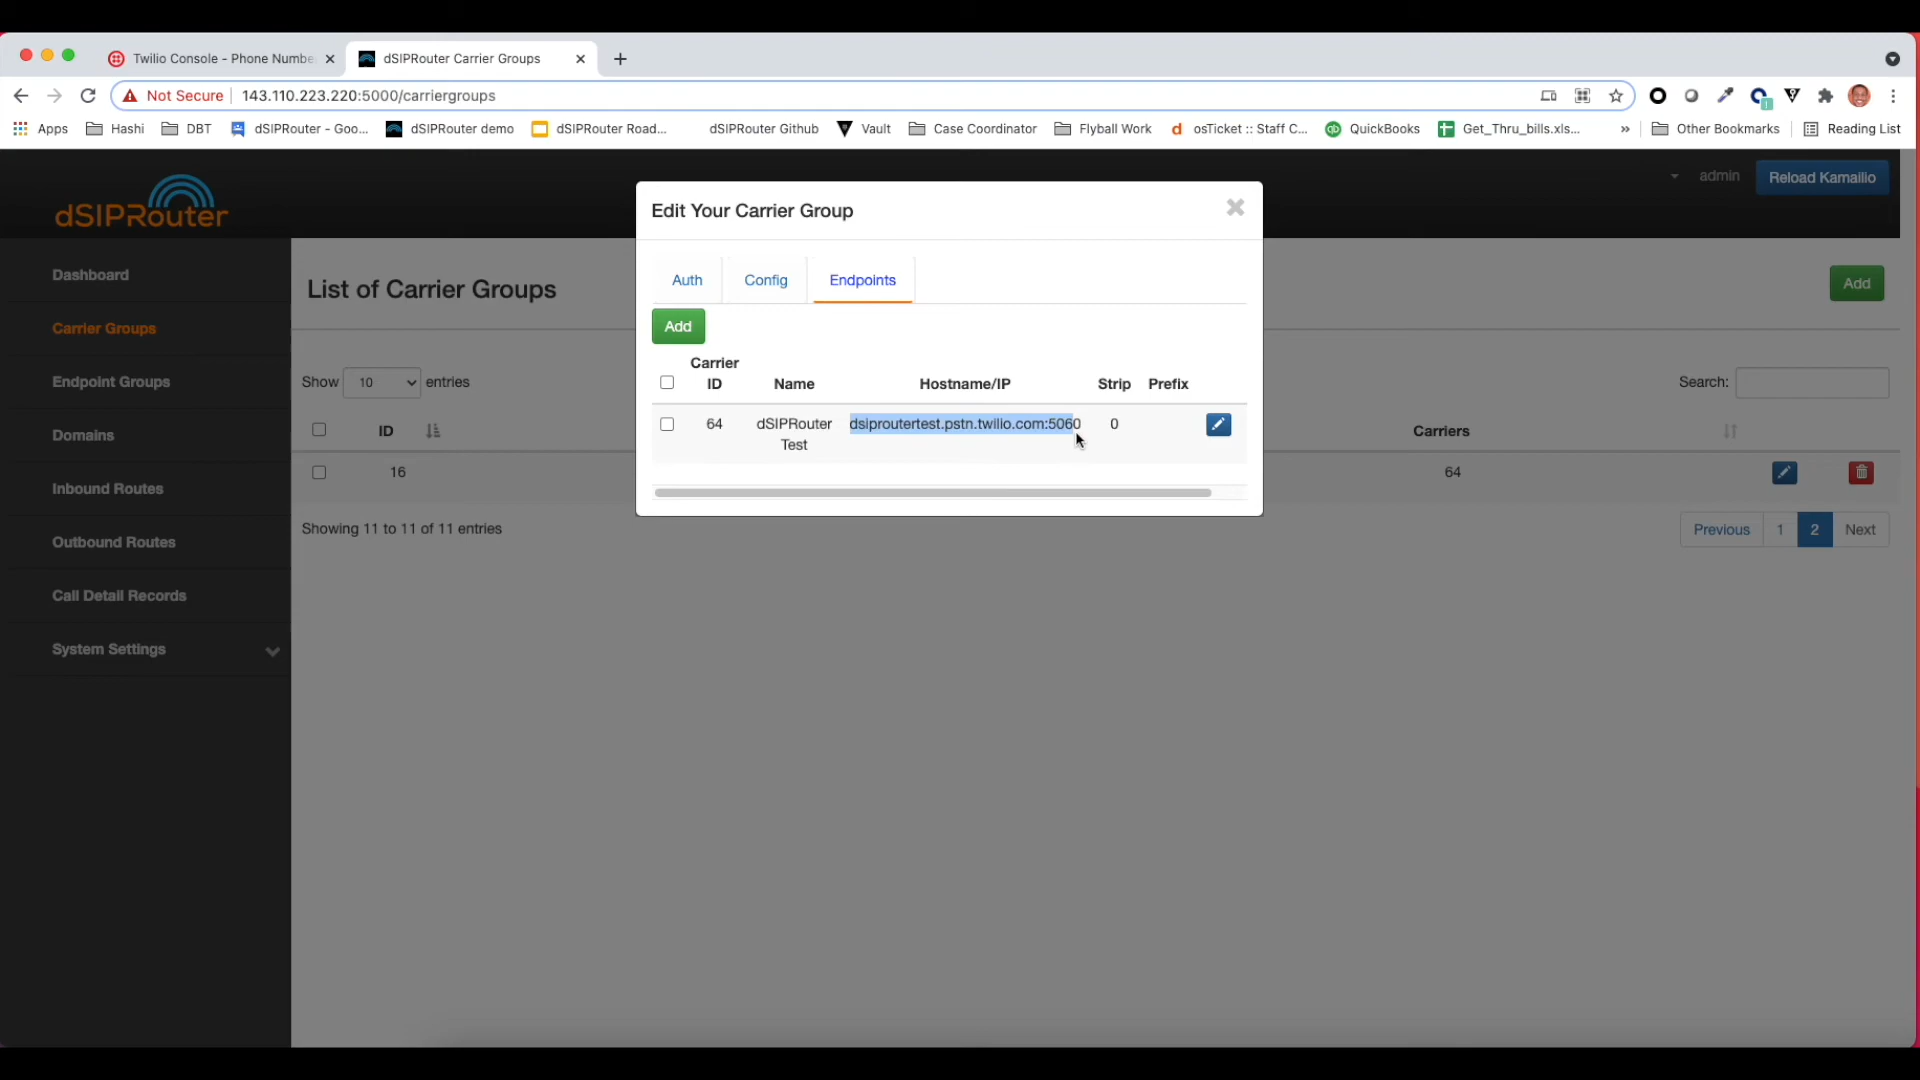 Twilio Console - Phone Numbe
dSIPRouter Carrier Groups
Not Secure
143.110.223.220:5000/carriergroups
Apps
Hashi
DBT
dSIPRouter - Goo...
dSIPRouter demo
dSIPRouter Road...
dSIPRouter Github
Vault
Case Coordinator
Flyball Work
osTicket :: Staff C...
QuickBooks
Get_Thru_bills.xls...
»
Other Bookmarks
Reading List
dSIPRouter
admin
Reload Kamailio
Dashboard
Carrier Groups
Endpoint Groups
Domains
Inbound Routes
Outbound Routes
Call Detail Records
System Settings
List of Carrier Groups
Add
Show 10 entries
Search:
ID
Carriers
16
64
Showing 11 to 11 of 11 entries
Previous 1 2 Next
Edit Your Carrier Group
Auth
Config
Endpoints
Add
Carrier
ID Name Hostname/IP Strip Prefix
64 dSIPRouter dsiproutertest.pstn.twilio.com:5060 0
Test